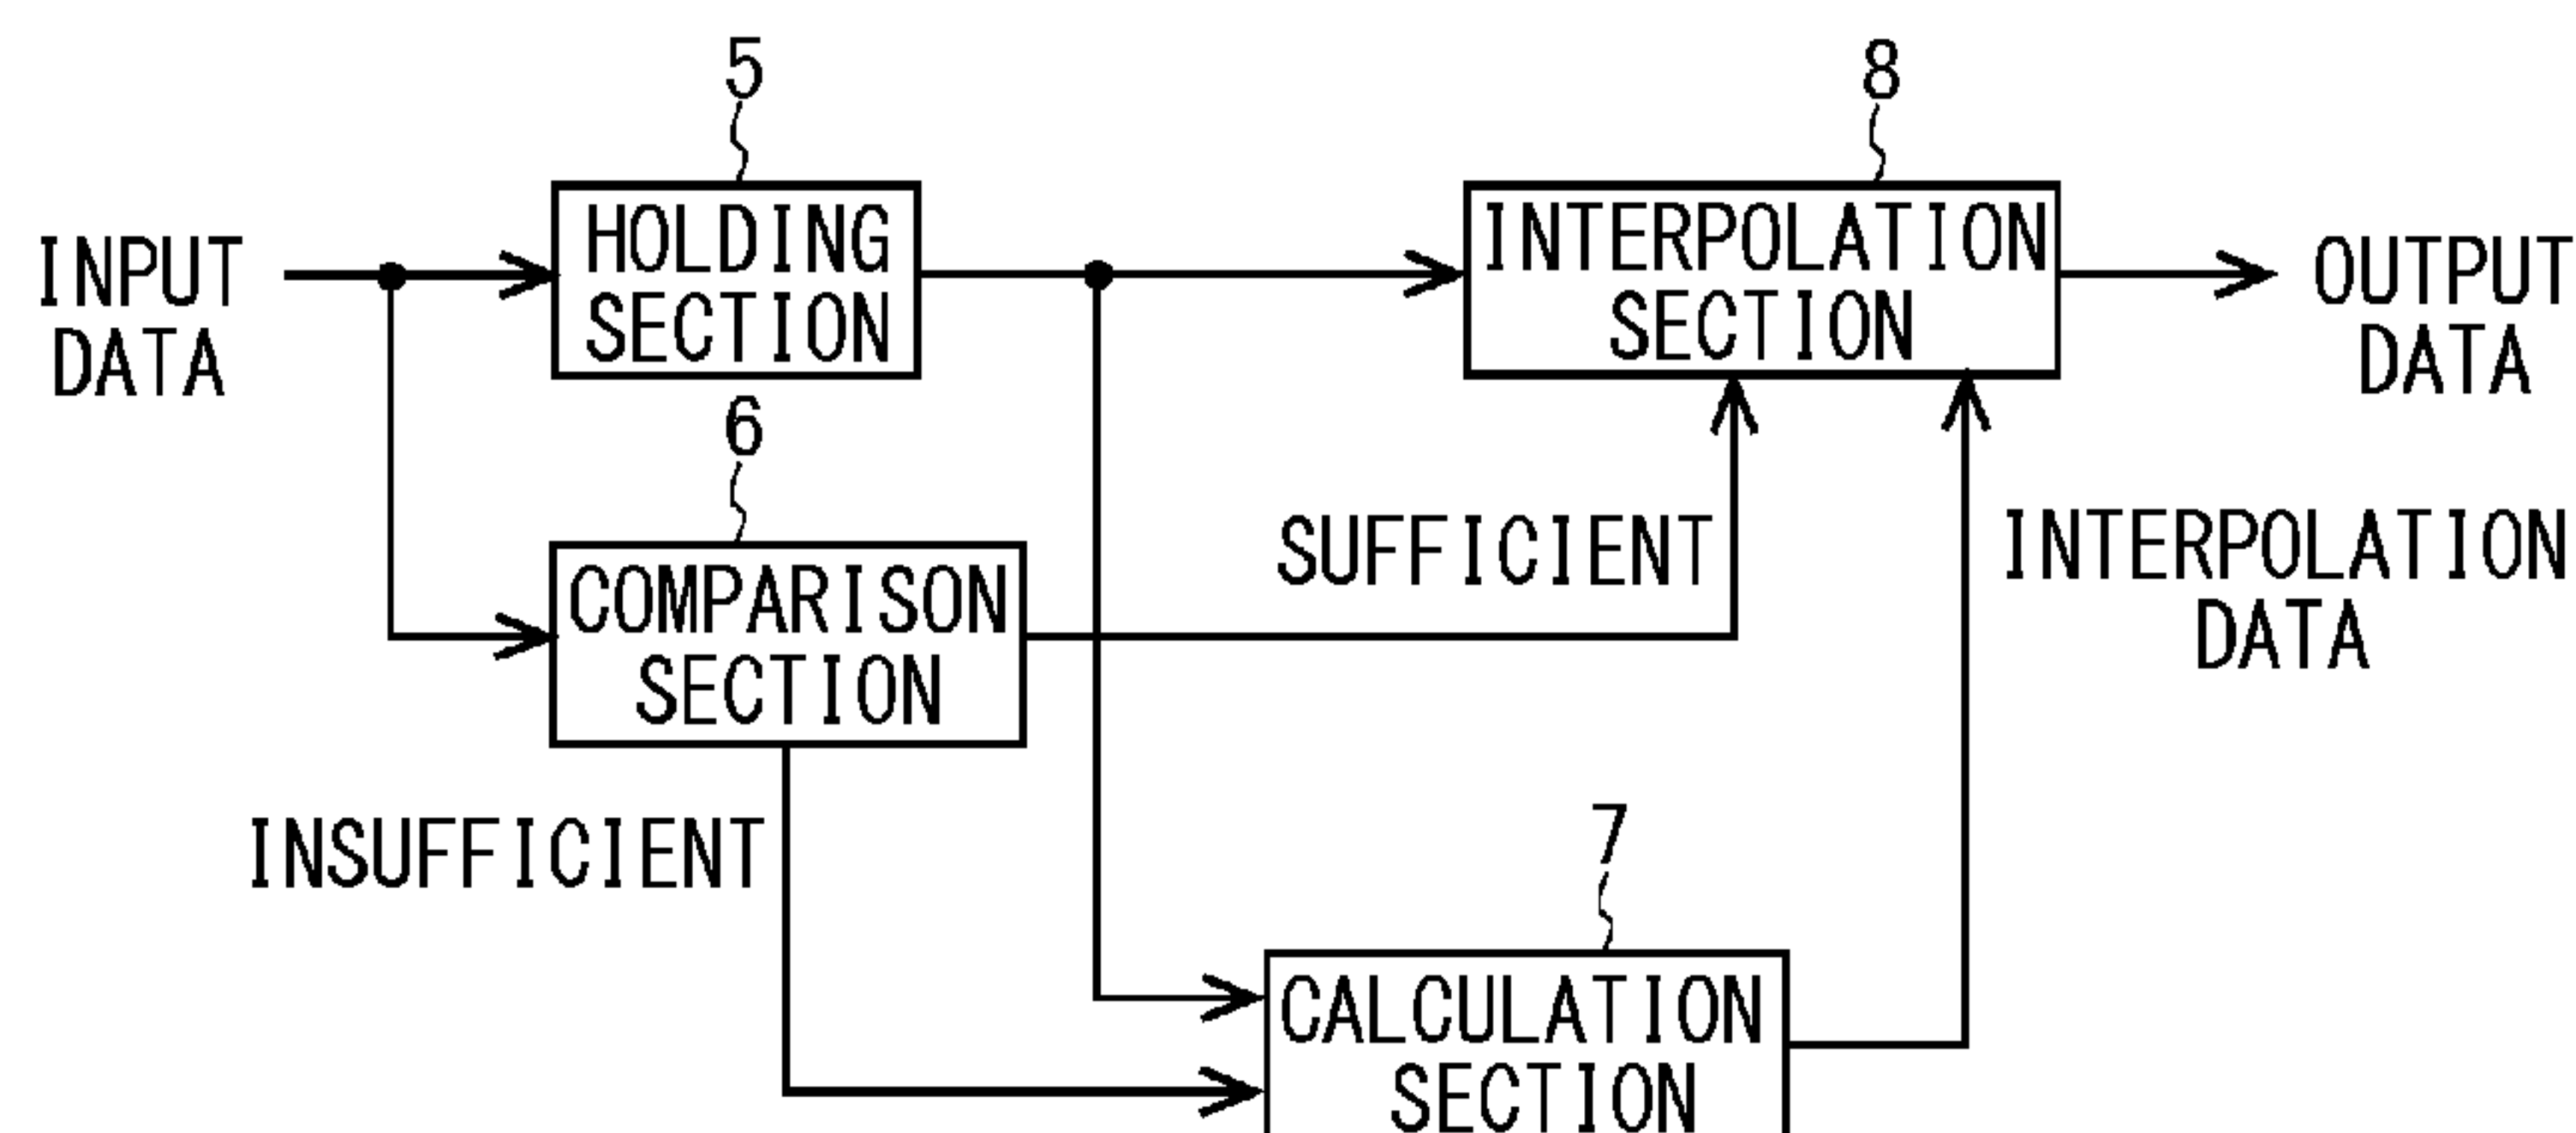 5
8
INPUT
DATA
HOLDING
SECTION
INTERPOLATION
SECTION
OUTPUT
DATA
6
COMPARISON
SECTION
SUFFICIENT
INTERPOLATION
DATA
INSUFFICIENT
7
CALCULATION
SECTION